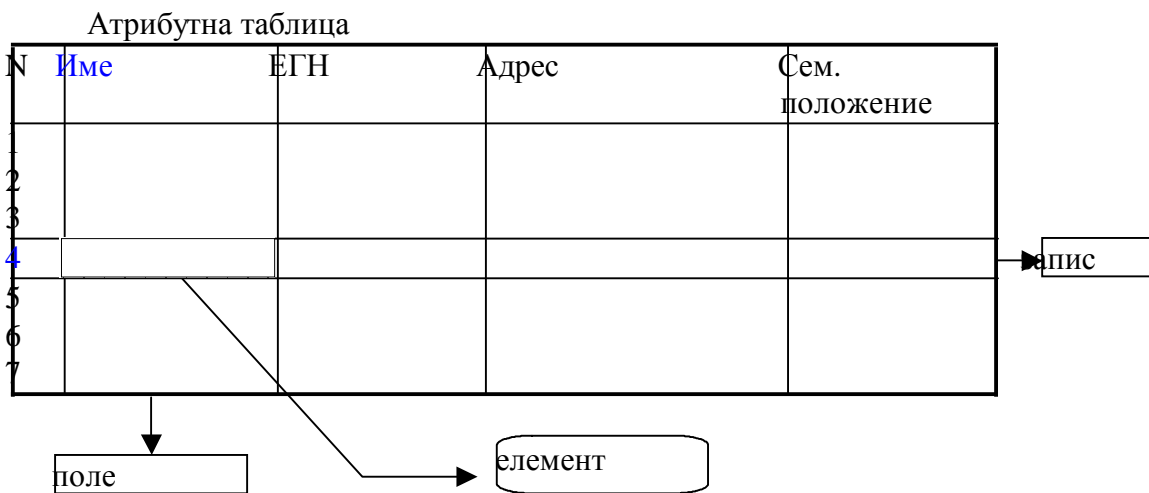 Атрибутна таблица
N Име ЕГН Адрес Сем.
положение
1
2
3
4
запис
5
6
7
поле
елемент